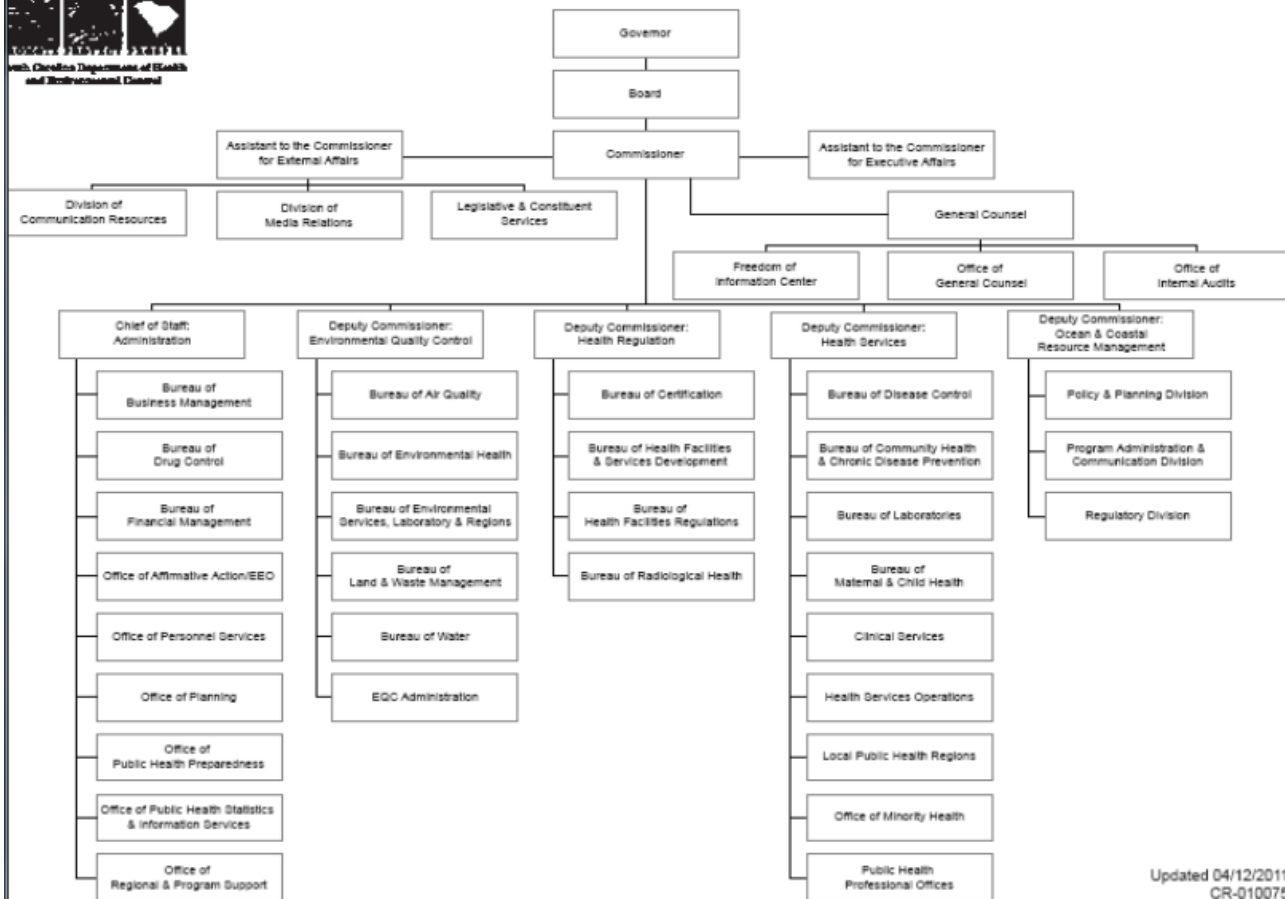 and Environmental Control
Governor
Board
Assistant to the Commissioner
for External Affairs
Commissioner
Assistant to the Commissioner
for Executive Affairs
Division of
Communication Resources
Division of
Media Relations
Legislative & Constituent
Services
General Counsel
Freedom of
Information Center
Office of
General Counsel
Office of
Internal Audits
Chief of Staff:
Administration
Deputy Commissioner:
Environmental Quality Control
Deputy Commissioner:
Health Regulation
Deputy Commissioner:
Health Services
Deputy Commissioner:
Ocean & Coastal
Resource Management
Bureau of
Business Management
Bureau of
Drug Control
Bureau of
Financial Management
Office of Affirmative Action/EEO
Office of Personnel Services
Office of Planning
Office of
Public Health Preparedness
Office of Public Health Statistics
& Information Services
Office of
Regional & Program Support
Bureau of Air Quality
Bureau of Environmental Health
Bureau of Environmental
Services, Laboratory & Regions
Bureau of
Land & Waste Management
Bureau of Water
EQC Administration
Bureau of Certification
Bureau of Health Facilities
& Services Development
Bureau of
Health Facilities Regulations
Bureau of Radiological Health
Bureau of Disease Control
Bureau of Community Health
& Chronic Disease Prevention
Bureau of Laboratories
Bureau of
Maternal & Child Health
Clinical Services
Health Services Operations
Local Public Health Regions
Office of Minority Health
Public Health
Professional Offices
Policy & Planning Division
Program Administration &
Communication Division
Regulatory Division
Updated 04/12/2011
CR-010075